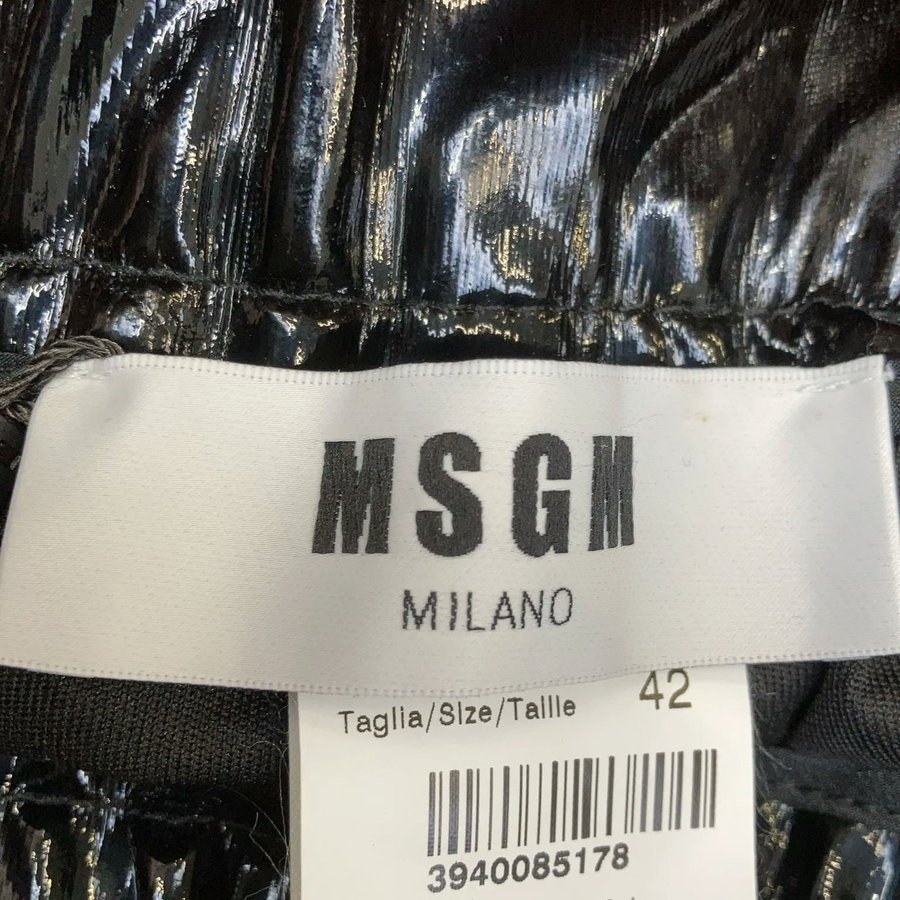 MSGM
MILANO
Taglia/Size/Taille 42
3940085178